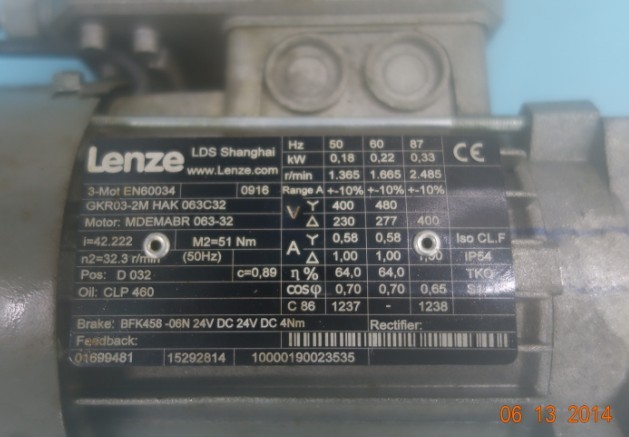 Lenze LDS Shanghai www.Lenze.com
Hz 50 60 87
kW 0,18 0,22 0,33
r/min 1.365 1.665 2.485
CE
3-Mot EN60034 0916 Range A +-10% +-10% +-10%
GKR03-2M HAK 063C32 V Y 400 480
Motor: MDEMABR 063-32 Δ 230 277 400
i=42.222 M2=51 Nm A Y 0,58 0,58 Iso CL.F
n2=32.3 r/min (50Hz) Δ 1,00 1,00 IP54
Pos: D 032 c=0,89 η% 64,0 64,0
Oil: CLP 460 cosφ 0,70 0,70 0,65
C 86 1237 - 1238
Brake: BFK458 -06N 24V DC 24V DC 4Nm Rectifier:
Feedback:
01699481 15292814 10000190023535
06 13 2014